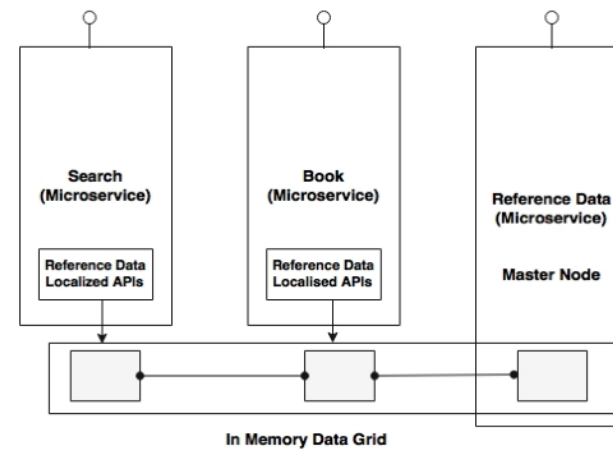 Search
(Microservice)
Reference Data
Localized APIs
Book
(Microservice)
Reference Data
Localised APIs
Reference Data
(Microservice)
Master Node
In Memory Data Grid